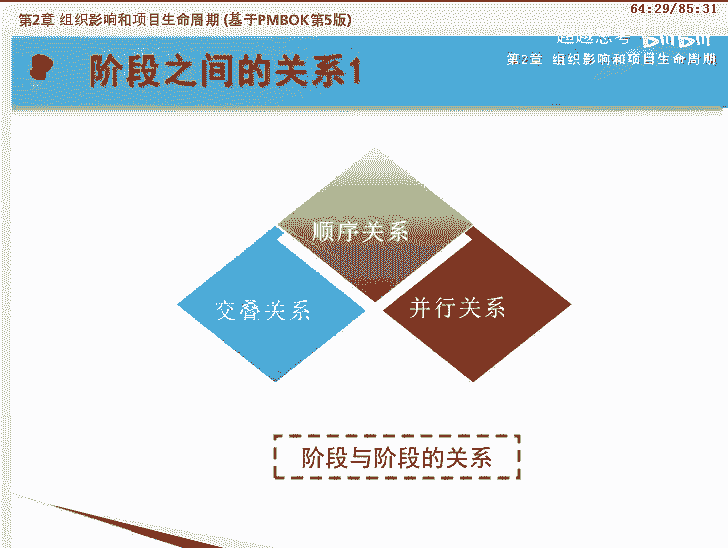 第2章 组织影响和项目生命周期 (基于PMBOK第5版)
64:29/85:31
第2章 组织影响和项目生命周期
阶段之间的关系1
顺序关系
交叠关系
并行关系
阶段与阶段的关系